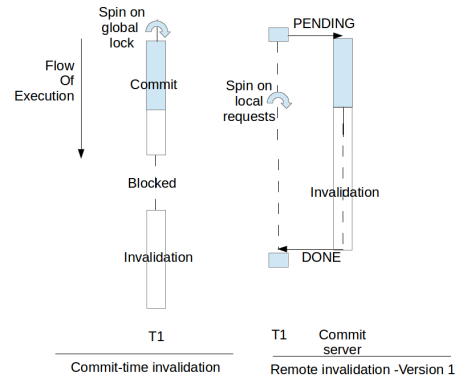 Spin on
global
lock
Flow
Of
Execution
Commit
Blocked
Invalidation
T1
Commit-time invalidation
PENDING
Spin on
local
requests
Invalidation
DONE
T1
Commit
server
Remote invalidation -Version 1